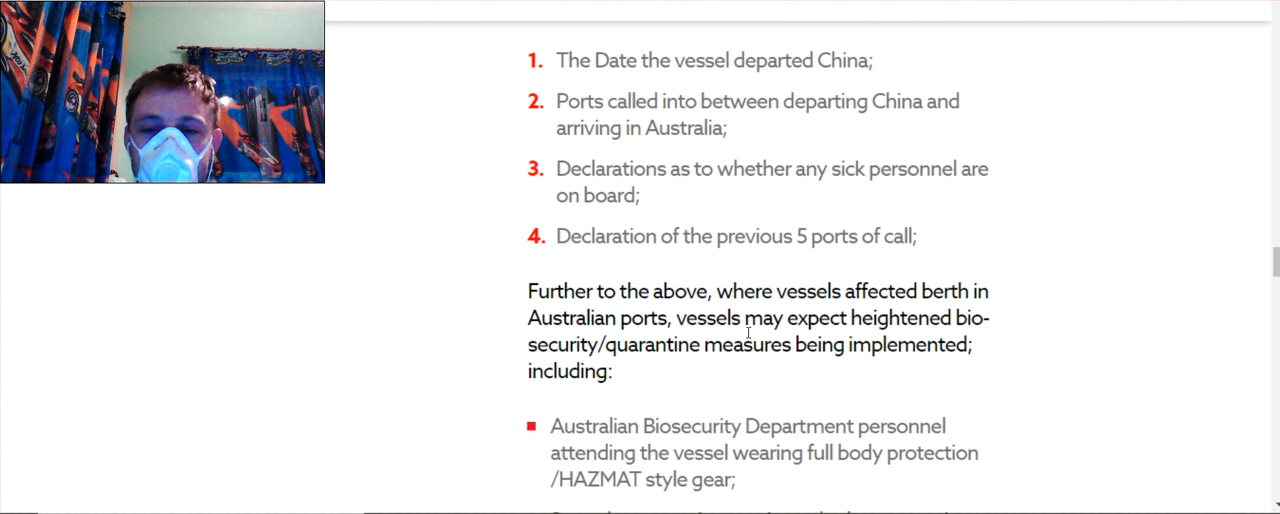 1. The Date the vessel departed China;
2. Ports called into between departing China and
arriving in Australia;
3. Declarations as to whether any sick personnel are
on board;
4. Declaration of the previous 5 ports of call;
Further to the above, where vessels affected berth in
Australian ports, vessels may expect heightened bio-
security/quarantine measures being implemented;
including:
Australian Biosecurity Department personnel
attending the vessel wearing full body protection
/HAZMAT style gear;